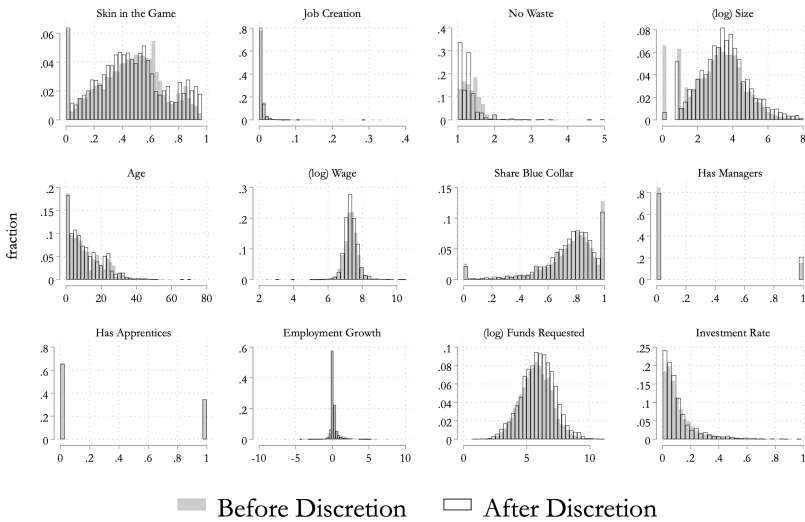 Skin in the Game
Job Creation
No Waste
(log) Size
.06
.04
.02
0
0 .2 .4 .6 .8 1
.8
.6
.4
.2
0
0 .1 .2 .3 .4
.4
.3
.2
.1
0
1 2 3 4 5
.08
.06
.04
.02
0
0 2 4 6 8
Age
(log) Wage
Share Blue Collar
Has Managers
fraction
.2
.15
.1
.05
0
0 20 40 60 80
.3
.2
.1
0
2 4 6 8 10
.15
.1
.05
0
0 .2 .4 .6 .8 1
.8
.6
.4
.2
0
0 .2 .4 .6 .8 1
Has Apprentices
Employment Growth
(log) Funds Requested
Investment Rate
.8
.6
.4
.2
0
0 .2 .4 .6 .8 1
.6
.4
.2
0
-10 -5 0 5 10
.1
.08
.06
.04
.02
0
0 5 10
.25
.2
.15
.1
.05
0
0 .2 .4 .6 .8 1
Before Discretion
After Discretion